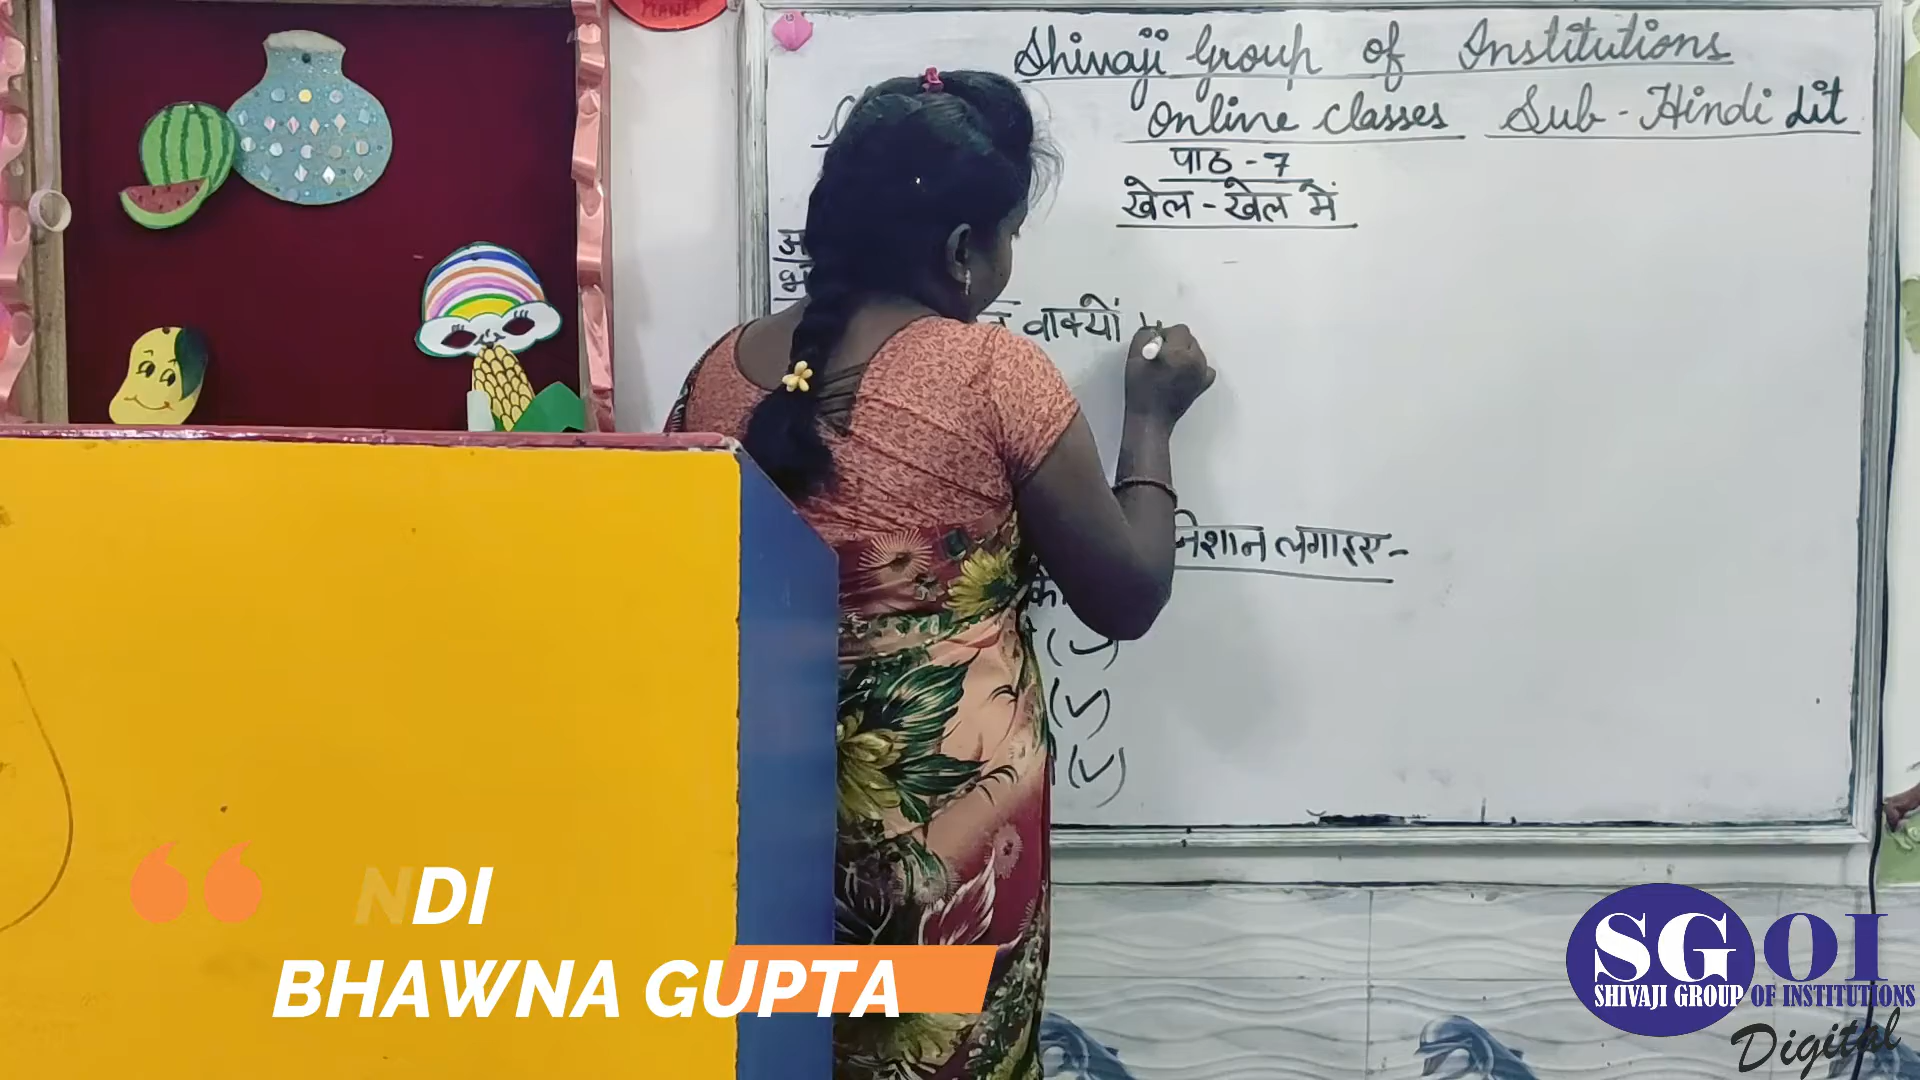 PLANET
Shivaji Group of Institutions
Online Classes Sub - Hindi Lit
पाठ - 7
खेल - खेल में
वाक्यों
निशान लगाइए-
(✓)
(✓)
(✓)
NDI
BHAWNA GUPTA
SGOI
SHIVAJI GROUP OF INSTITUTIONS
Digital